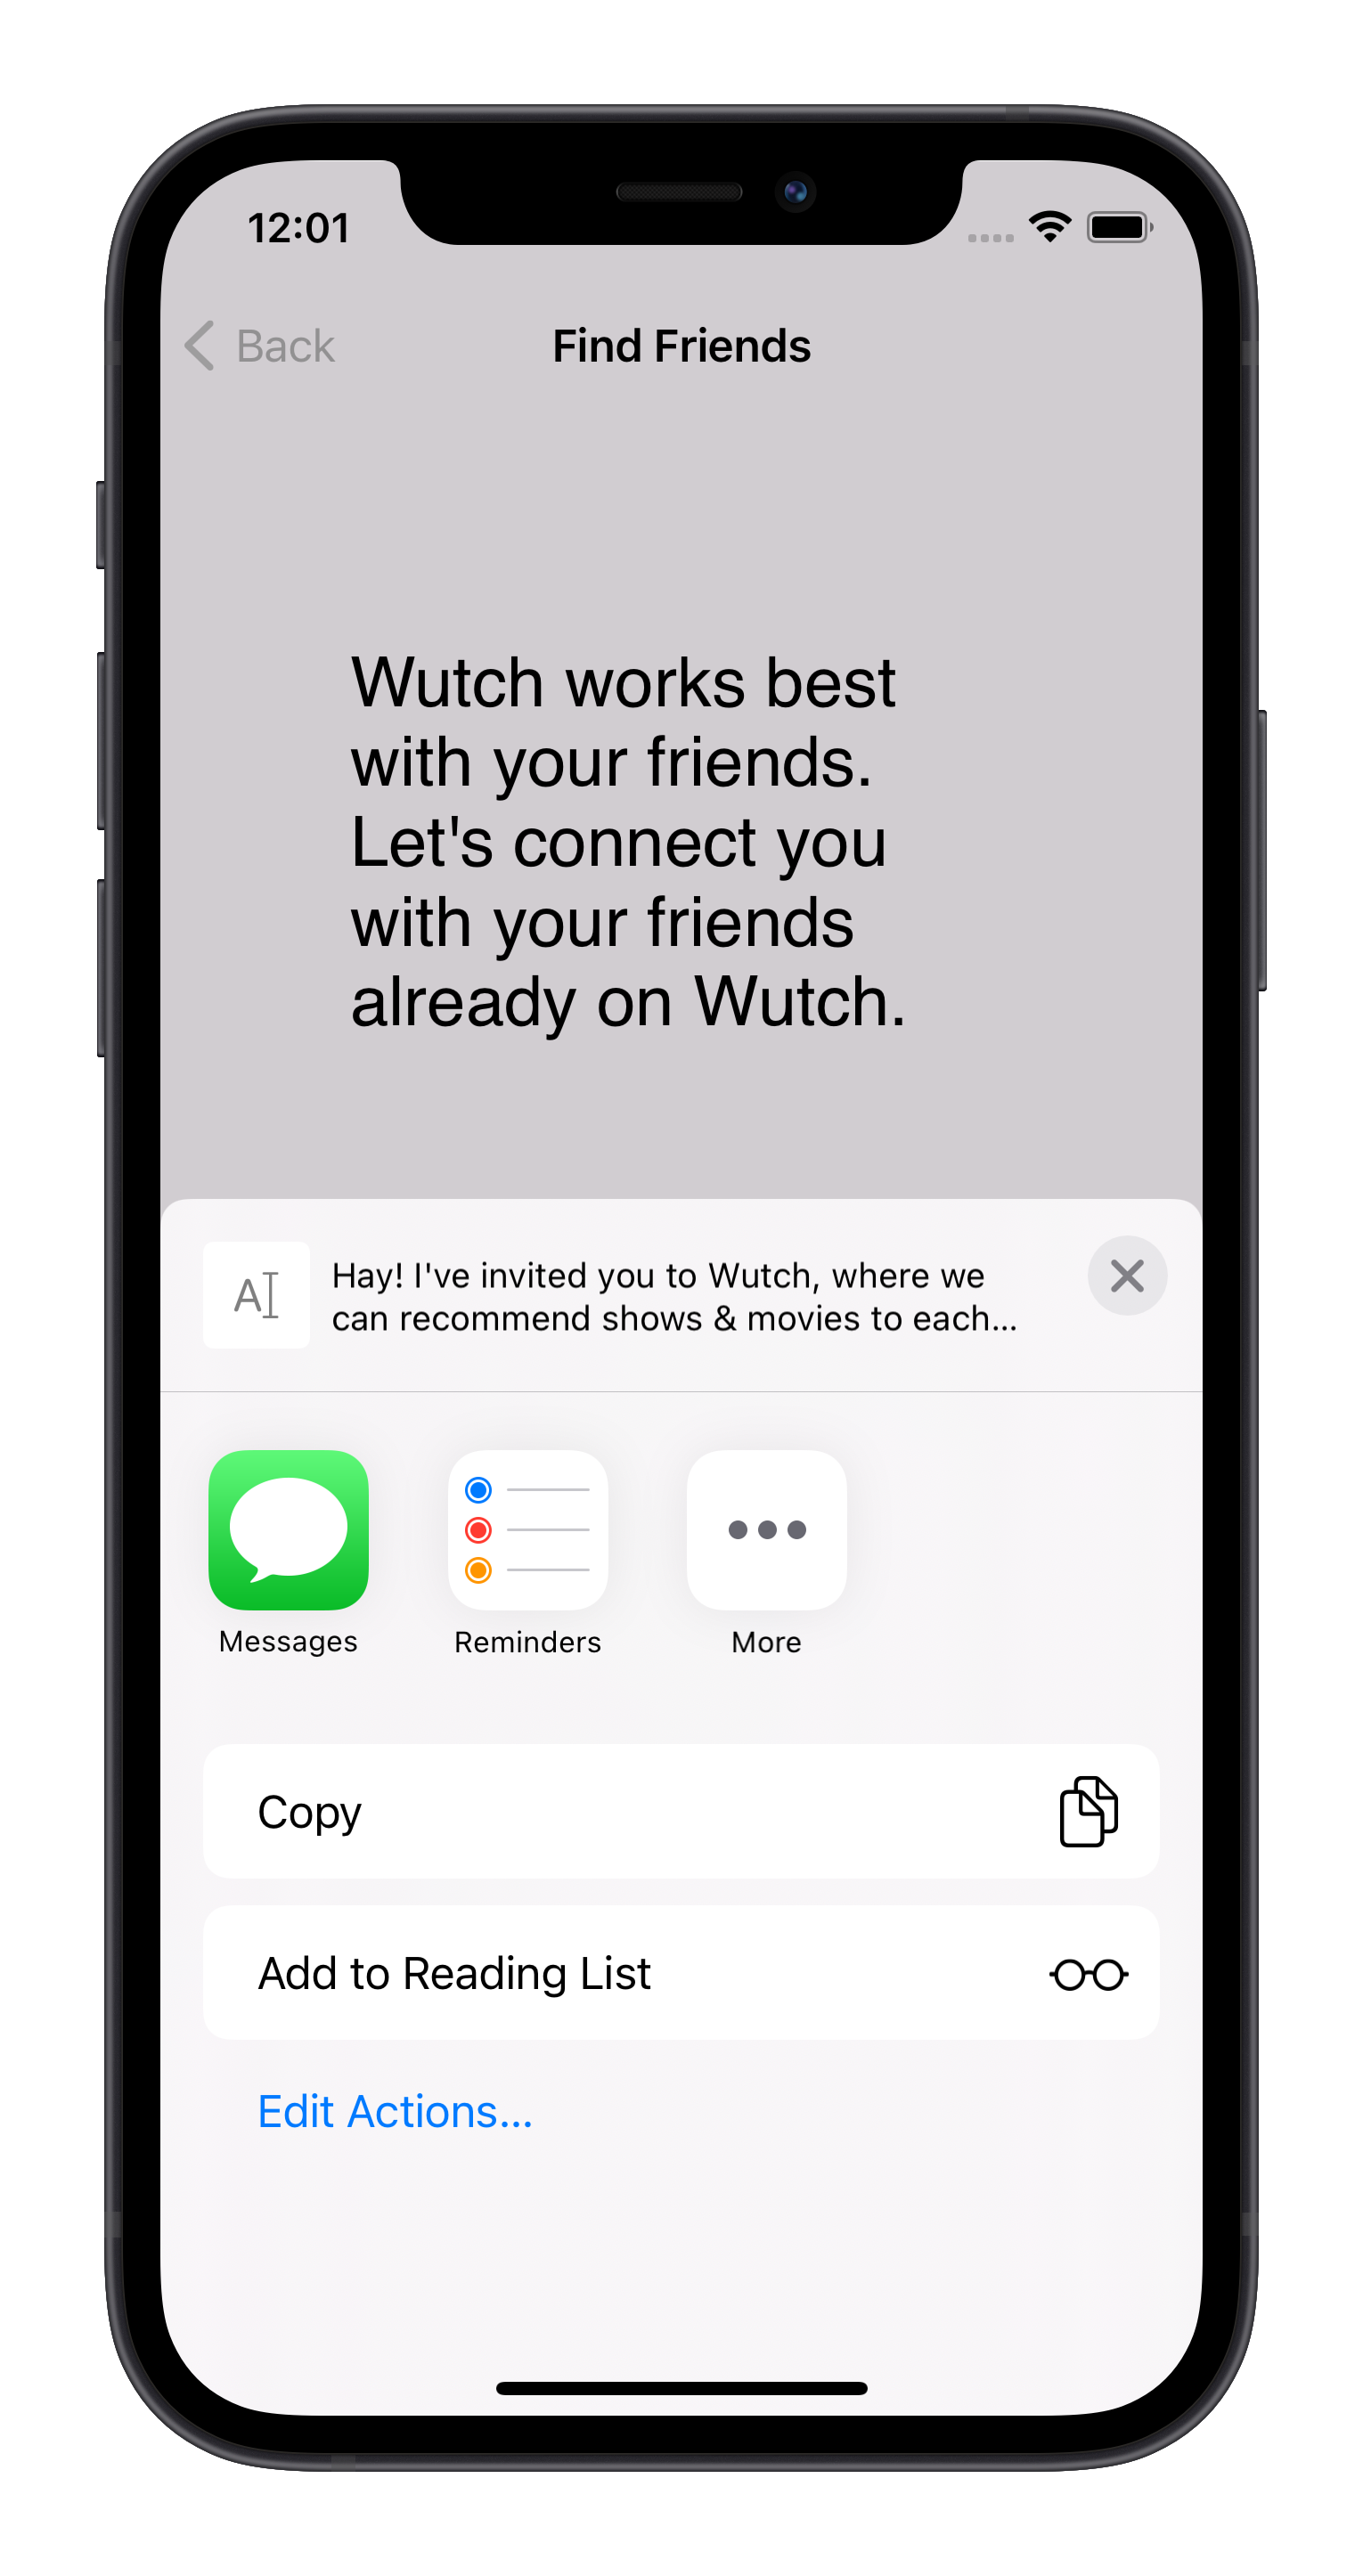 12:01
Back
Find Friends
Wutch works best
with your friends.
Let's connect you
with your friends
already on Wutch.
Hay! I've invited you to Wutch, where we
can recommend shows & movies to each...
Messages
Reminders
More
Copy
Add to Reading List
Edit Actions...